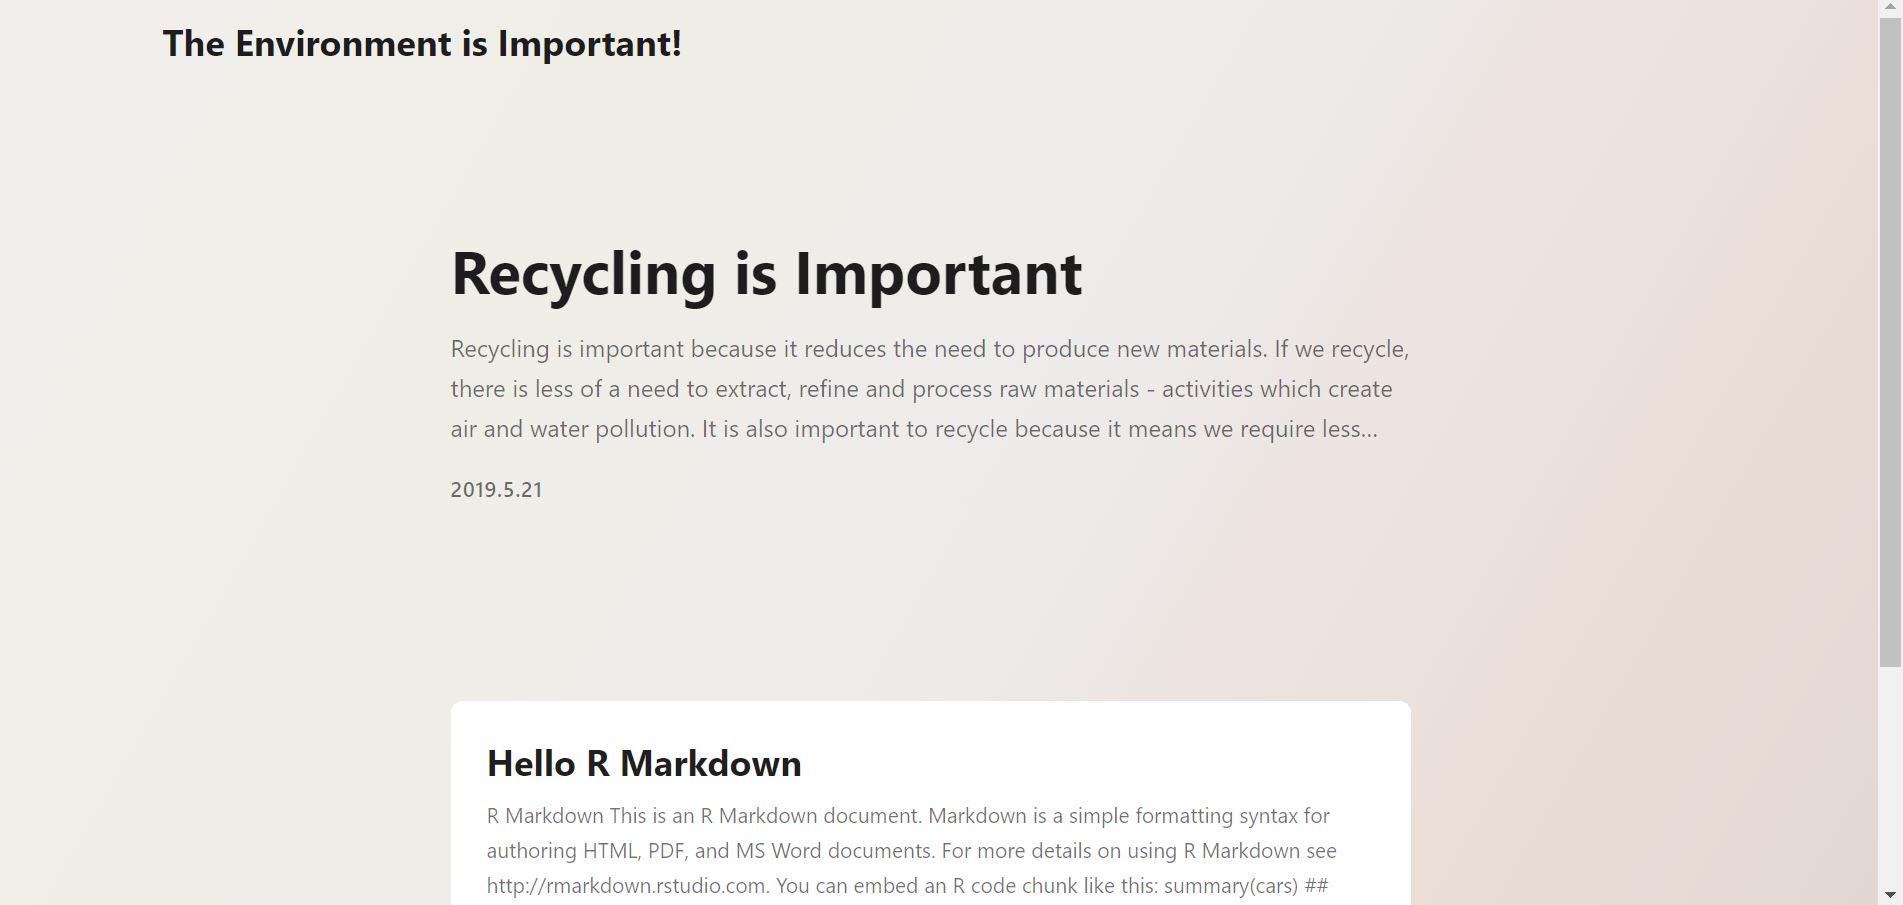 The Environment is Important!
Recycling is Important
Recycling is important because it reduces the need to produce new materials. If we recycle,
there is less of a need to extract, refine and process raw materials - activities which create
air and water pollution. It is also important to recycle because it means we require less...
2019.5.21
Hello R Markdown
R Markdown This is an R Markdown document. Markdown is a simple formatting syntax for
authoring HTML, PDF, and MS Word documents. For more details on using R Markdown see
http://rmarkdown.rstudio.com. You can embed an R code chunk like this: summary(cars) ##